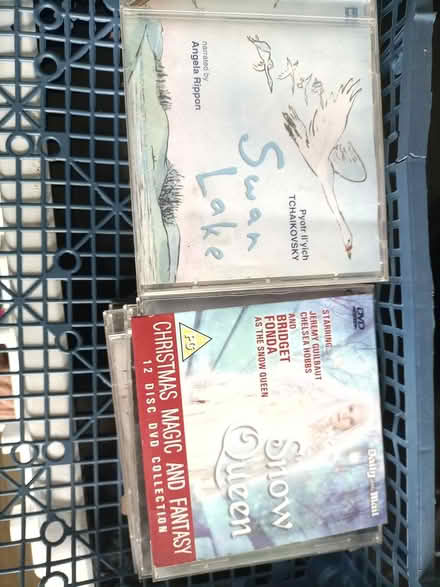 narrated by
Angela Rippon
Swan
Lake
Pyotr Il'yich
TCHAIKOVSKY
DVD
STARRING
JEREMY GUILBAUT
CHELSEA HOBBS
AND
BRIDGET
FONDA
AS THE SNOW QUEEN
Daily Mail
Snow
Queen
PG
CHRISTMAS MAGIC AND FANTASY
12 DISC DVD COLLECTION